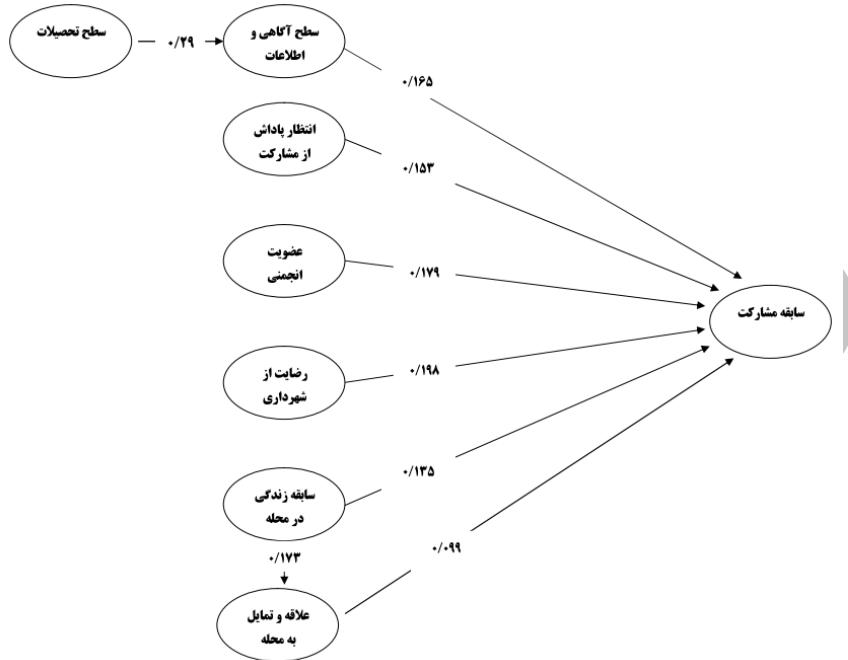 سطح تحصیلات
۰/۲۹
سطح آگاهی و
اطلاعات
۰/۱۶۵
انتظار پاداش
از مشارکت
۰/۱۵۳
عضویت
انجمنی
۰/۱۷۹
سابقه مشارکت
رضایت از
شهرداری
۰/۱۹۸
سابقه زندگی
در محله
۰/۱۳۵
۰/۱۷۳
۰/۰۹۹
علاقه و تمایل
به محله